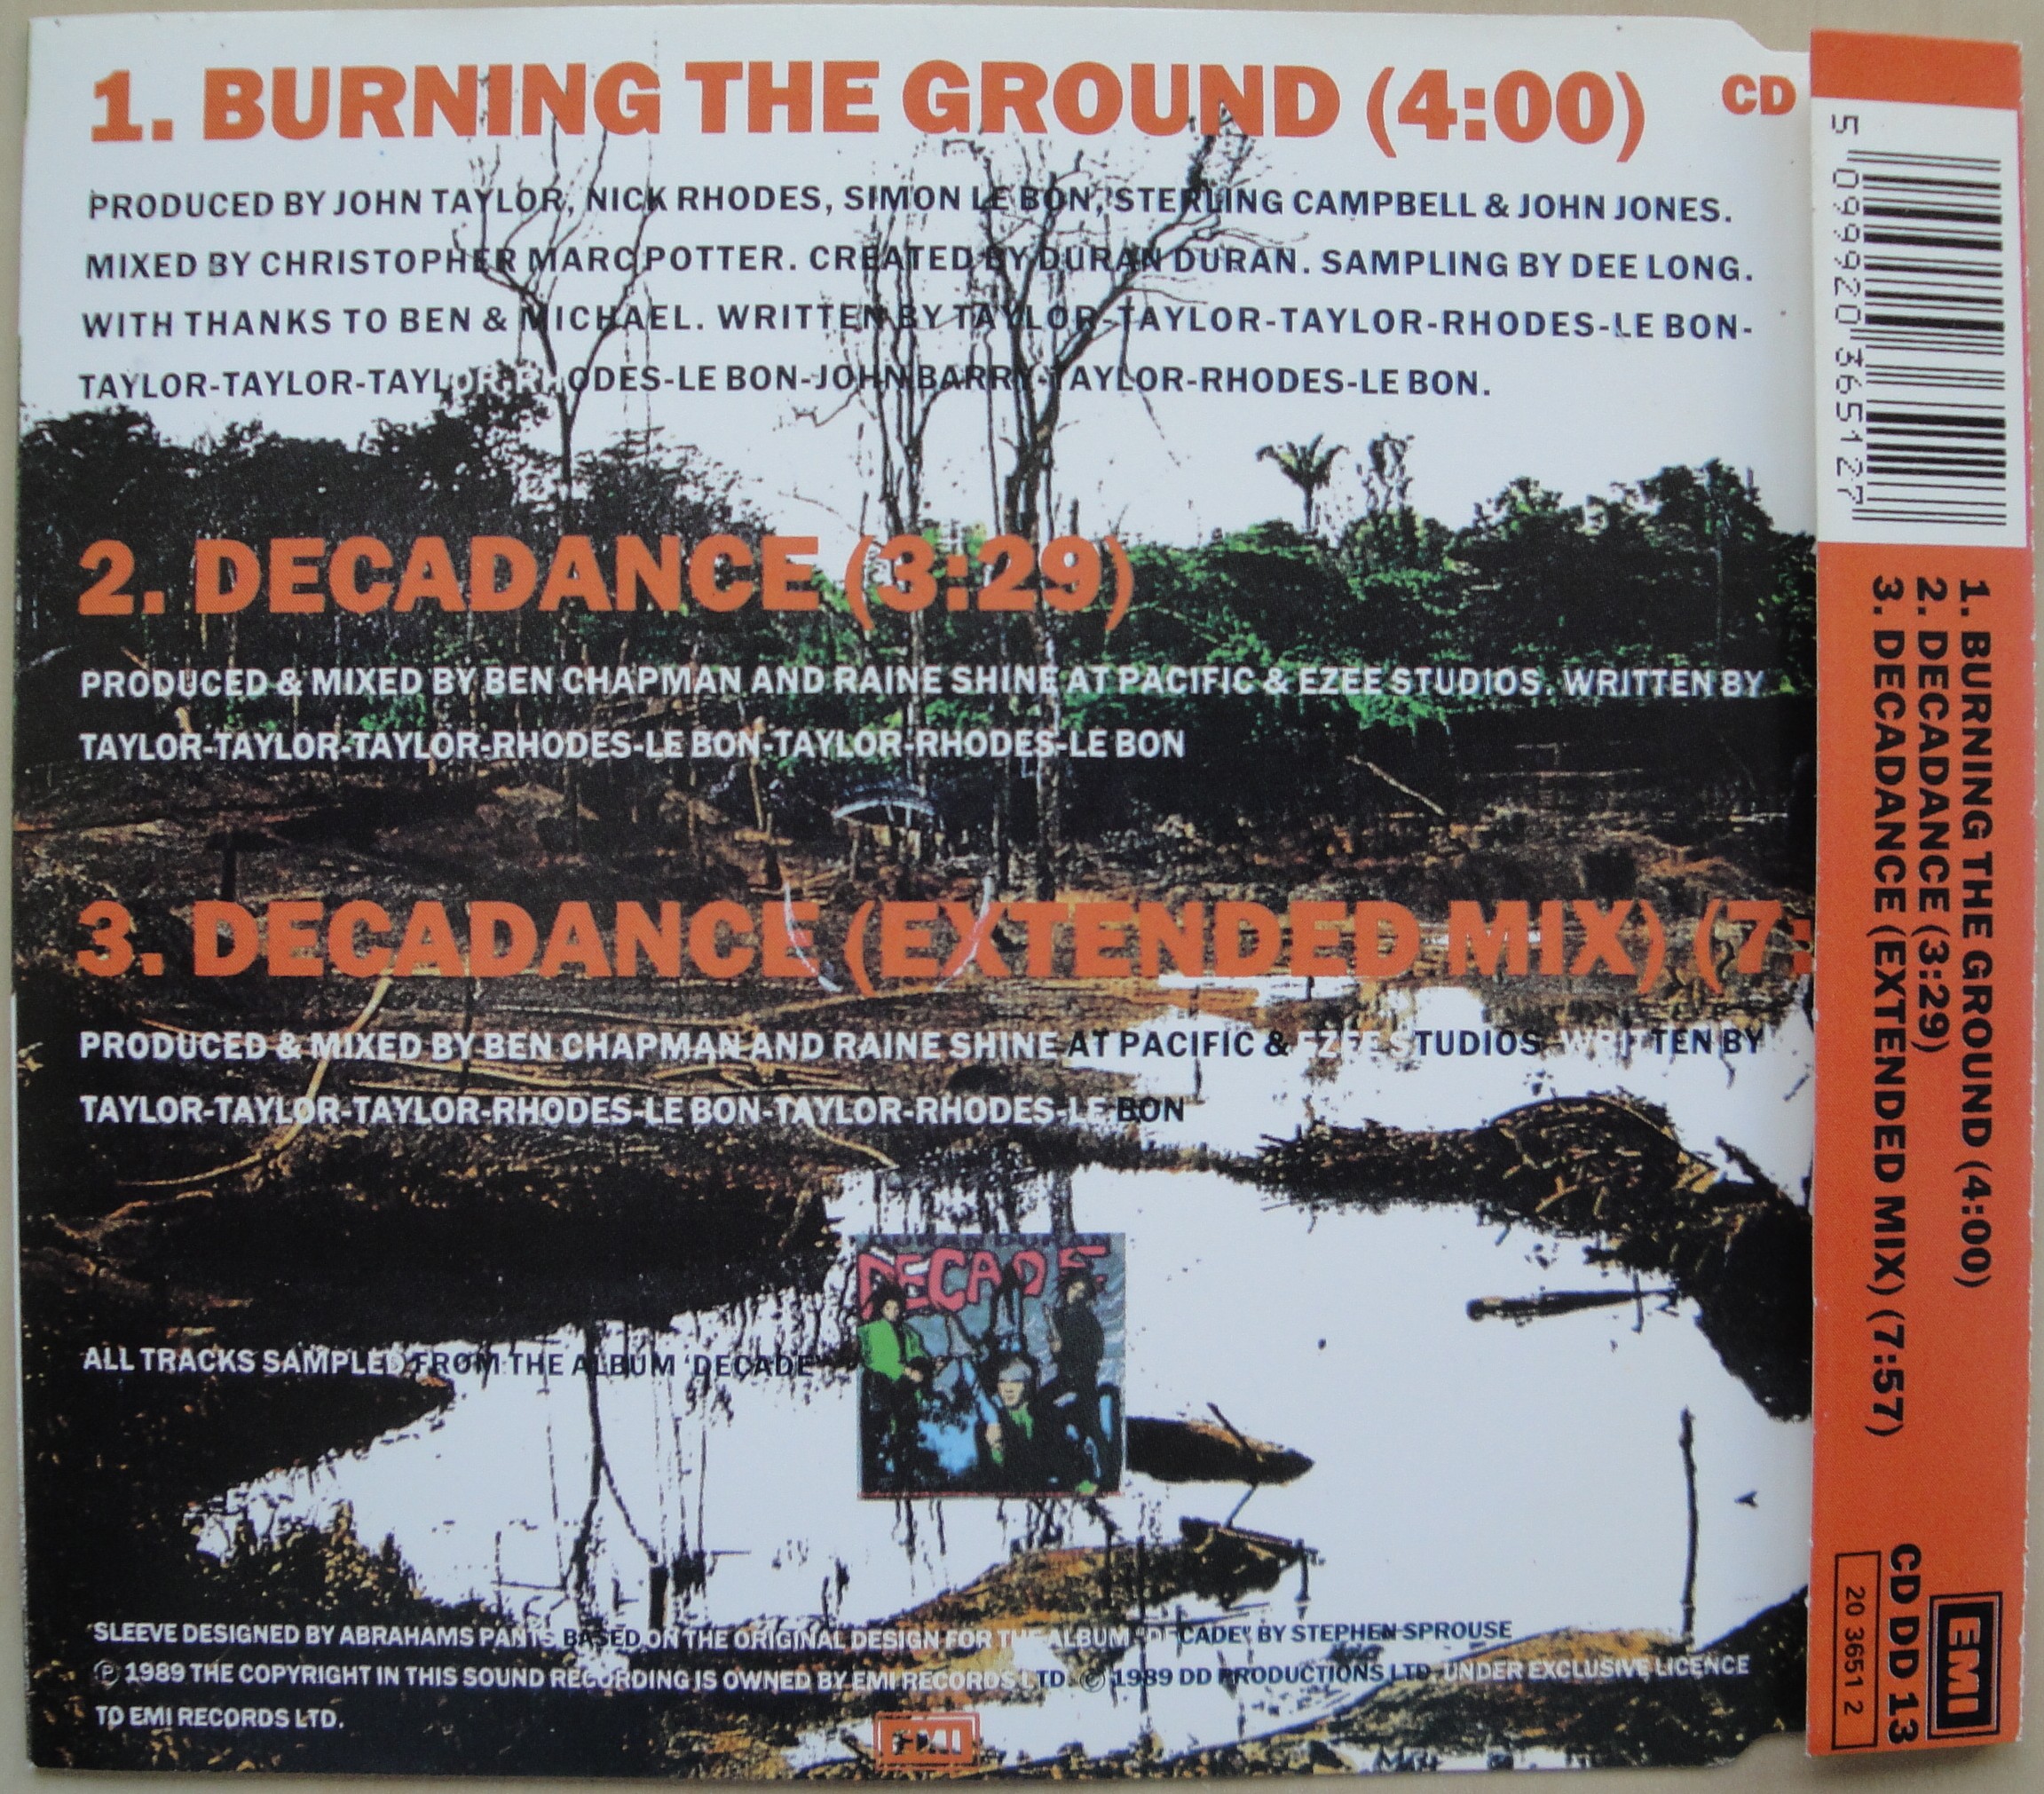 1. BURNING THE GROUND (4:00)
CD
PRODUCED BY JOHN TAYLOR, NICK RHODES, SIMON LE BON, STERLING CAMPBELL & JOHN JONES.
MIXED BY CHRISTOPHER MARC POTTER. CREATED BY DURAN DURAN. SAMPLING BY DEE LONG.
WITH THANKS TO BEN & MICHAEL. WRITTEN BY TAYLOR-TAYLOR-TAYLOR-RHODES-LE BON-
TAYLOR-TAYLOR-TAYLOR-RHODES-LE BON-JOHN BARRY-TAYLOR-RHODES-LE BON.
2. DECADANCE (3:29)
PRODUCED & MIXED BY BEN CHAPMAN AND RAINE SHINE AT PACIFIC & EZEE STUDIOS. WRITTEN BY
TAYLOR-TAYLOR-TAYLOR-RHODES-LE BON-TAYLOR-RHODES-LE BON
3. DECADANCE (EXTENDED MIX) (7:
PRODUCED & MIXED BY BEN CHAPMAN AND RAINE SHINE AT PACIFIC & EZEE STUDIOS WRITTEN BY
TAYLOR-TAYLOR-TAYLOR-RHODES-LE BON-TAYLOR-RHODES-LE BON
DECADE
ALL TRACKS SAMPLED FROM THE ALBUM 'DECADE'
SLEEVE DESIGNED BY ABRAHAMS PANTS BASED ON THE ORIGINAL DESIGN FOR THE ALBUM 'DECADE' BY STEPHEN SPROUSE
℗ 1989 THE COPYRIGHT IN THIS SOUND RECORDING IS OWNED BY EMI RECORDS LTD. © 1989 DD PRODUCTIONS LTD. UNDER EXCLUSIVE LICENCE
TO EMI RECORDS LTD.
EMI
5 099920 365127
1. BURNING THE GROUND (4:00)
2. DECADANCE (3:29)
3. DECADANCE (EXTENDED MIX) (7:57)
EMI
CD DD 13
20 3651 2